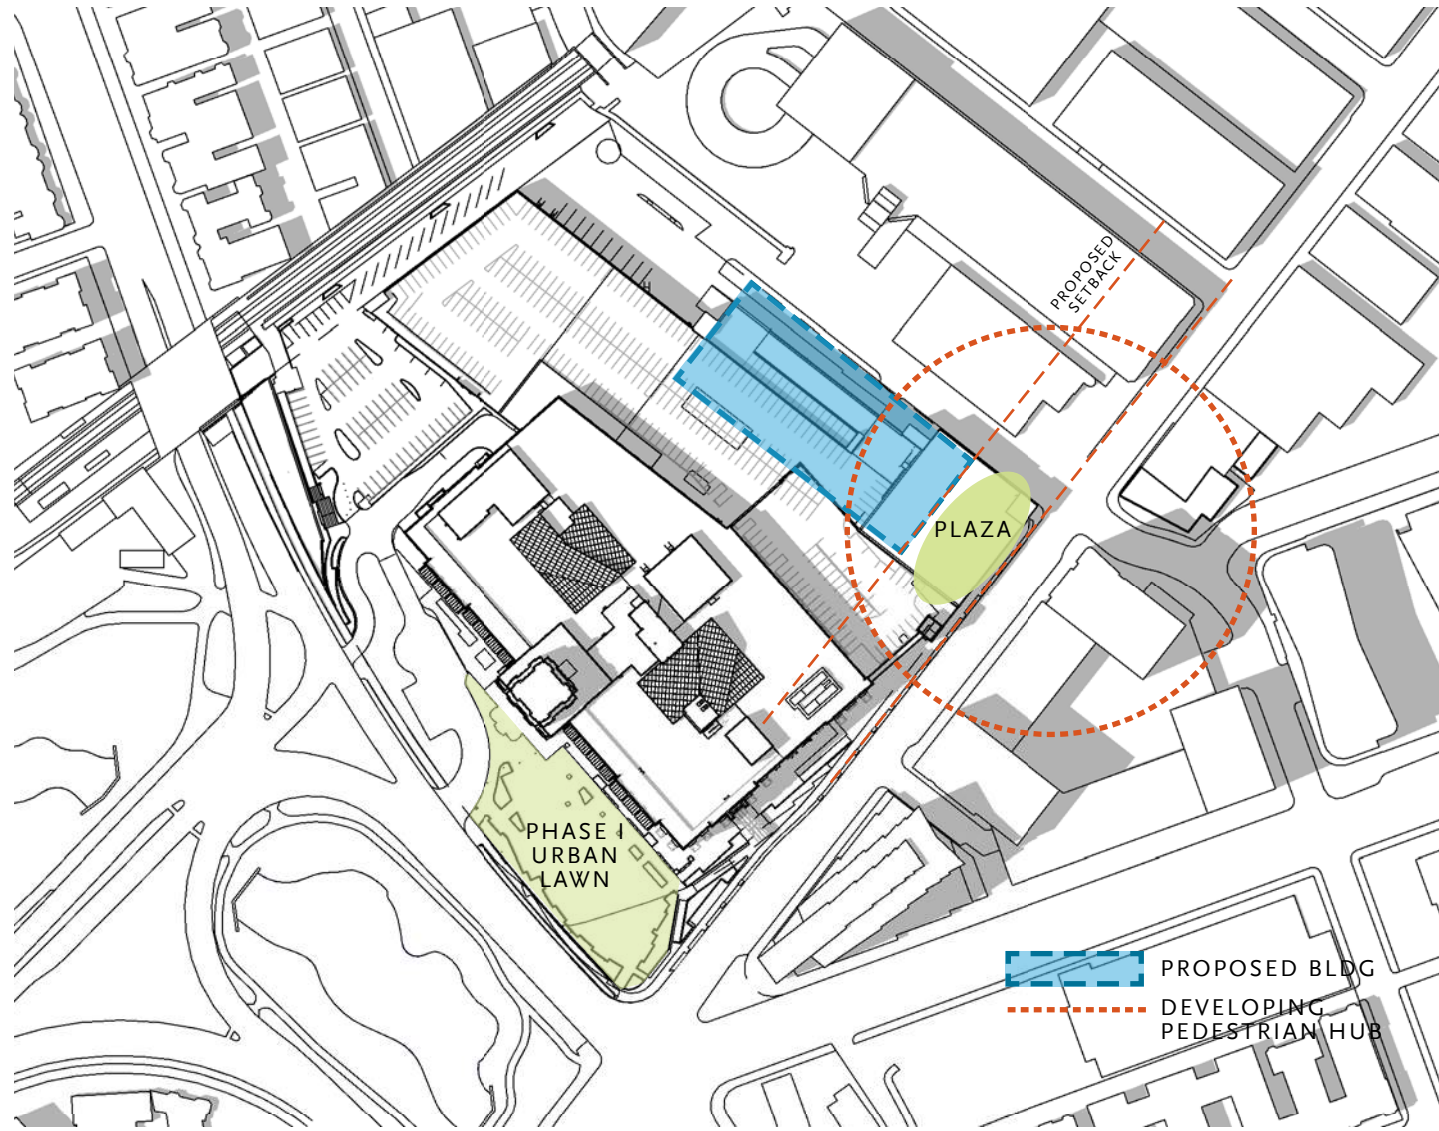 PROPOSED
SETBACK
PLAZA
PHASE I
URBAN
LAWN
PROPOSED BLDG
DEVELOPING
PEDESTRIAN HUB